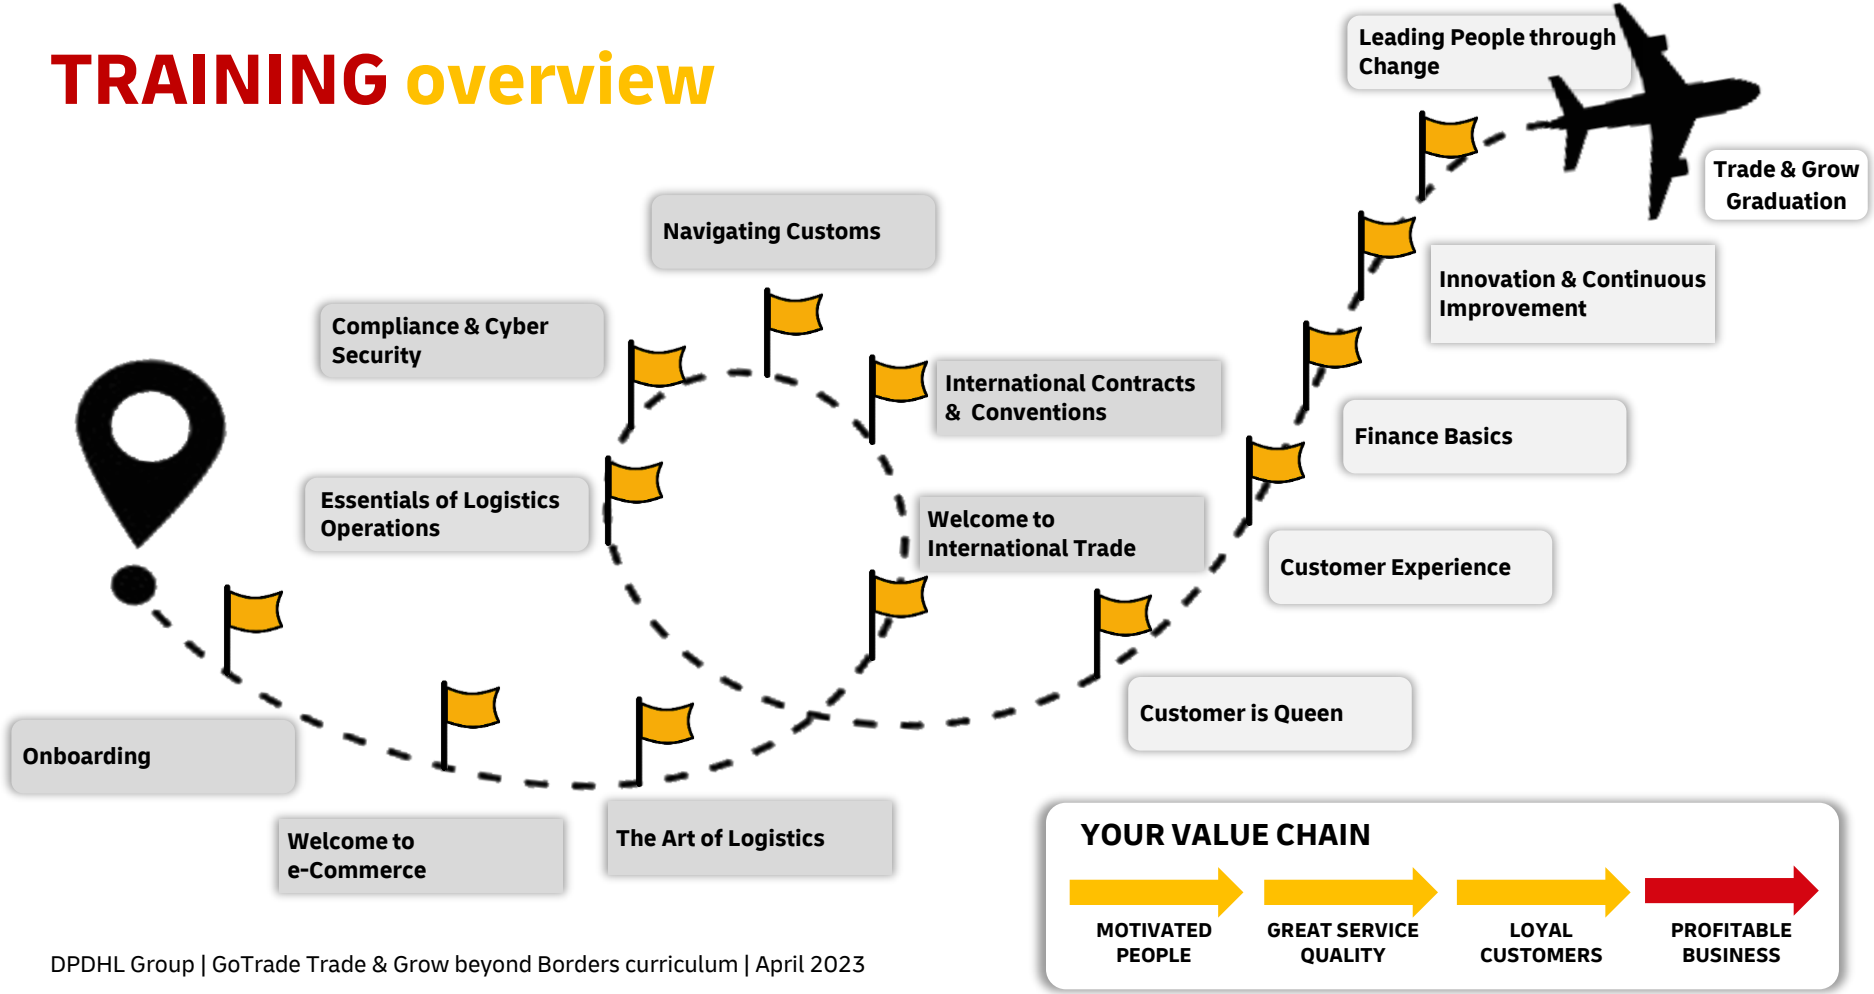 TRAINING overview
Onboarding
Welcome to
e-Commerce
The Art of Logistics
Welcome to
International Trade
International Contracts
& Conventions
Navigating Customs
Compliance & Cyber
Security
Essentials of Logistics
Operations
Customer is Queen
Customer Experience
Finance Basics
Innovation & Continuous
Improvement
Leading People through
Change
Trade & Grow
Graduation
YOUR VALUE CHAIN
MOTIVATED
PEOPLE
GREAT SERVICE
QUALITY
LOYAL
CUSTOMERS
PROFITABLE
BUSINESS
DPDHL Group | GoTrade Trade & Grow beyond Borders curriculum | April 2023